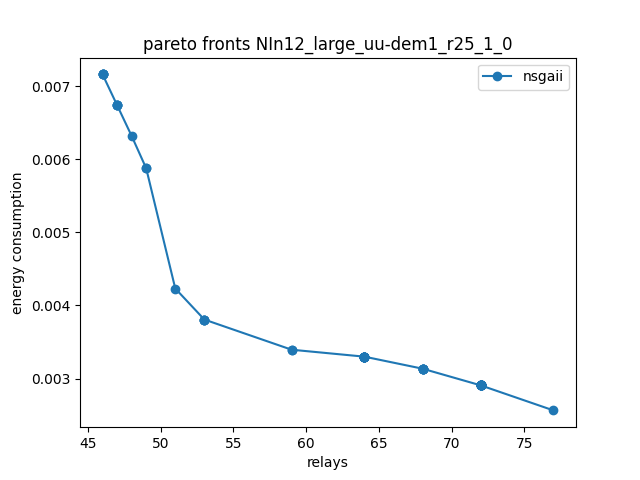 pareto fronts NIn12_large_uu-dem1_r25_1_0
nsgaii
0.007
0.006
0.005
0.004
0.003
energy consumption
45 50 55 60 65 70 75
relays